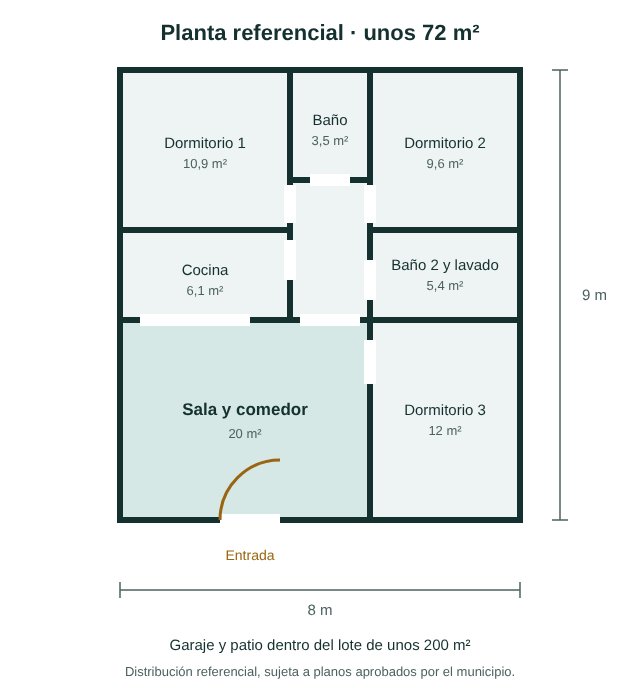 Planta referencial · unos 72 m²
Baño
3,5 m²
Dormitorio 1
10,9 m²
Dormitorio 2
9,6 m²
Cocina
6,1 m²
Baño 2 y lavado
5,4 m²
9 m
Sala y comedor
20 m²
Dormitorio 3
12 m²
Entrada
8 m
Garaje y patio dentro del lote de unos 200 m²
Distribución referencial, sujeta a planos aprobados por el municipio.